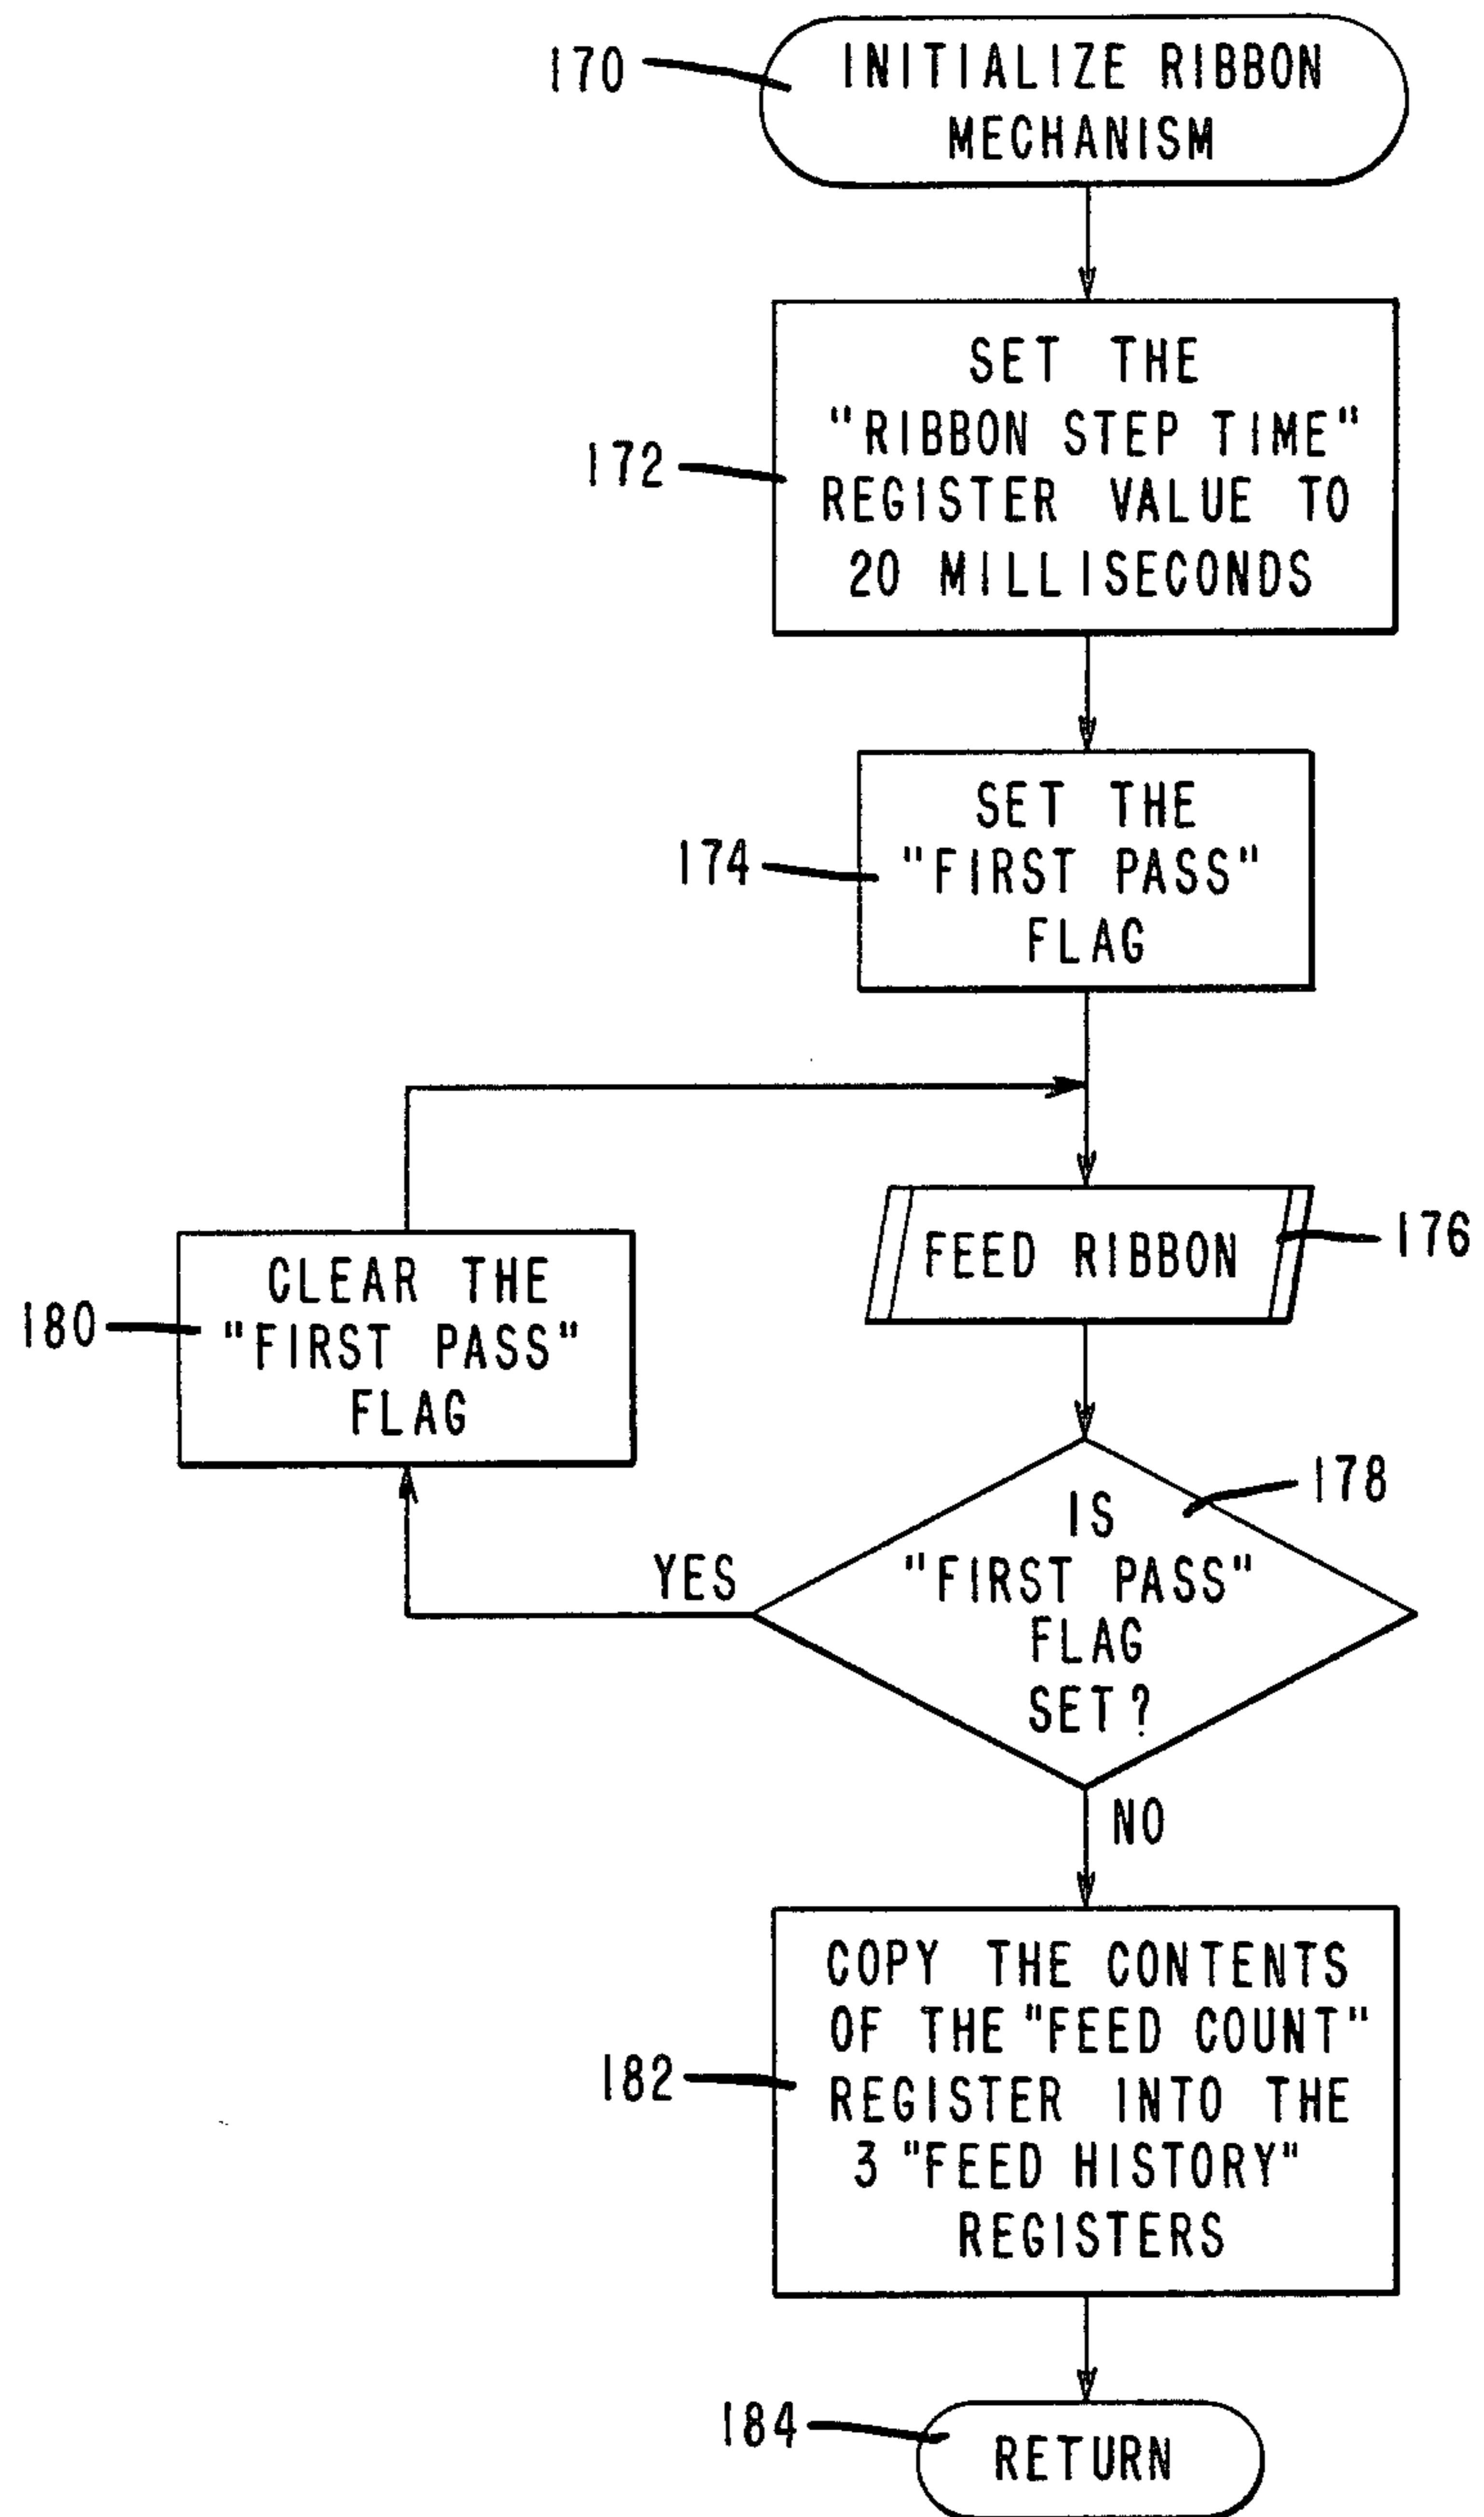 170
INITIALIZE RIBBON
MECHANISM
172
SET THE
"RIBBON STEP TIME"
REGISTER VALUE TO
20 MILLISECONDS
174
SET THE
"FIRST PASS"
FLAG
FEED RIBBON
176
180
CLEAR THE
"FIRST PASS"
FLAG
178
IS
"FIRST PASS"
FLAG
SET?
YES
NO
182
COPY THE CONTENTS
OF THE "FEED COUNT"
REGISTER INTO THE
3 "FEED HISTORY"
REGISTERS
184
RETURN